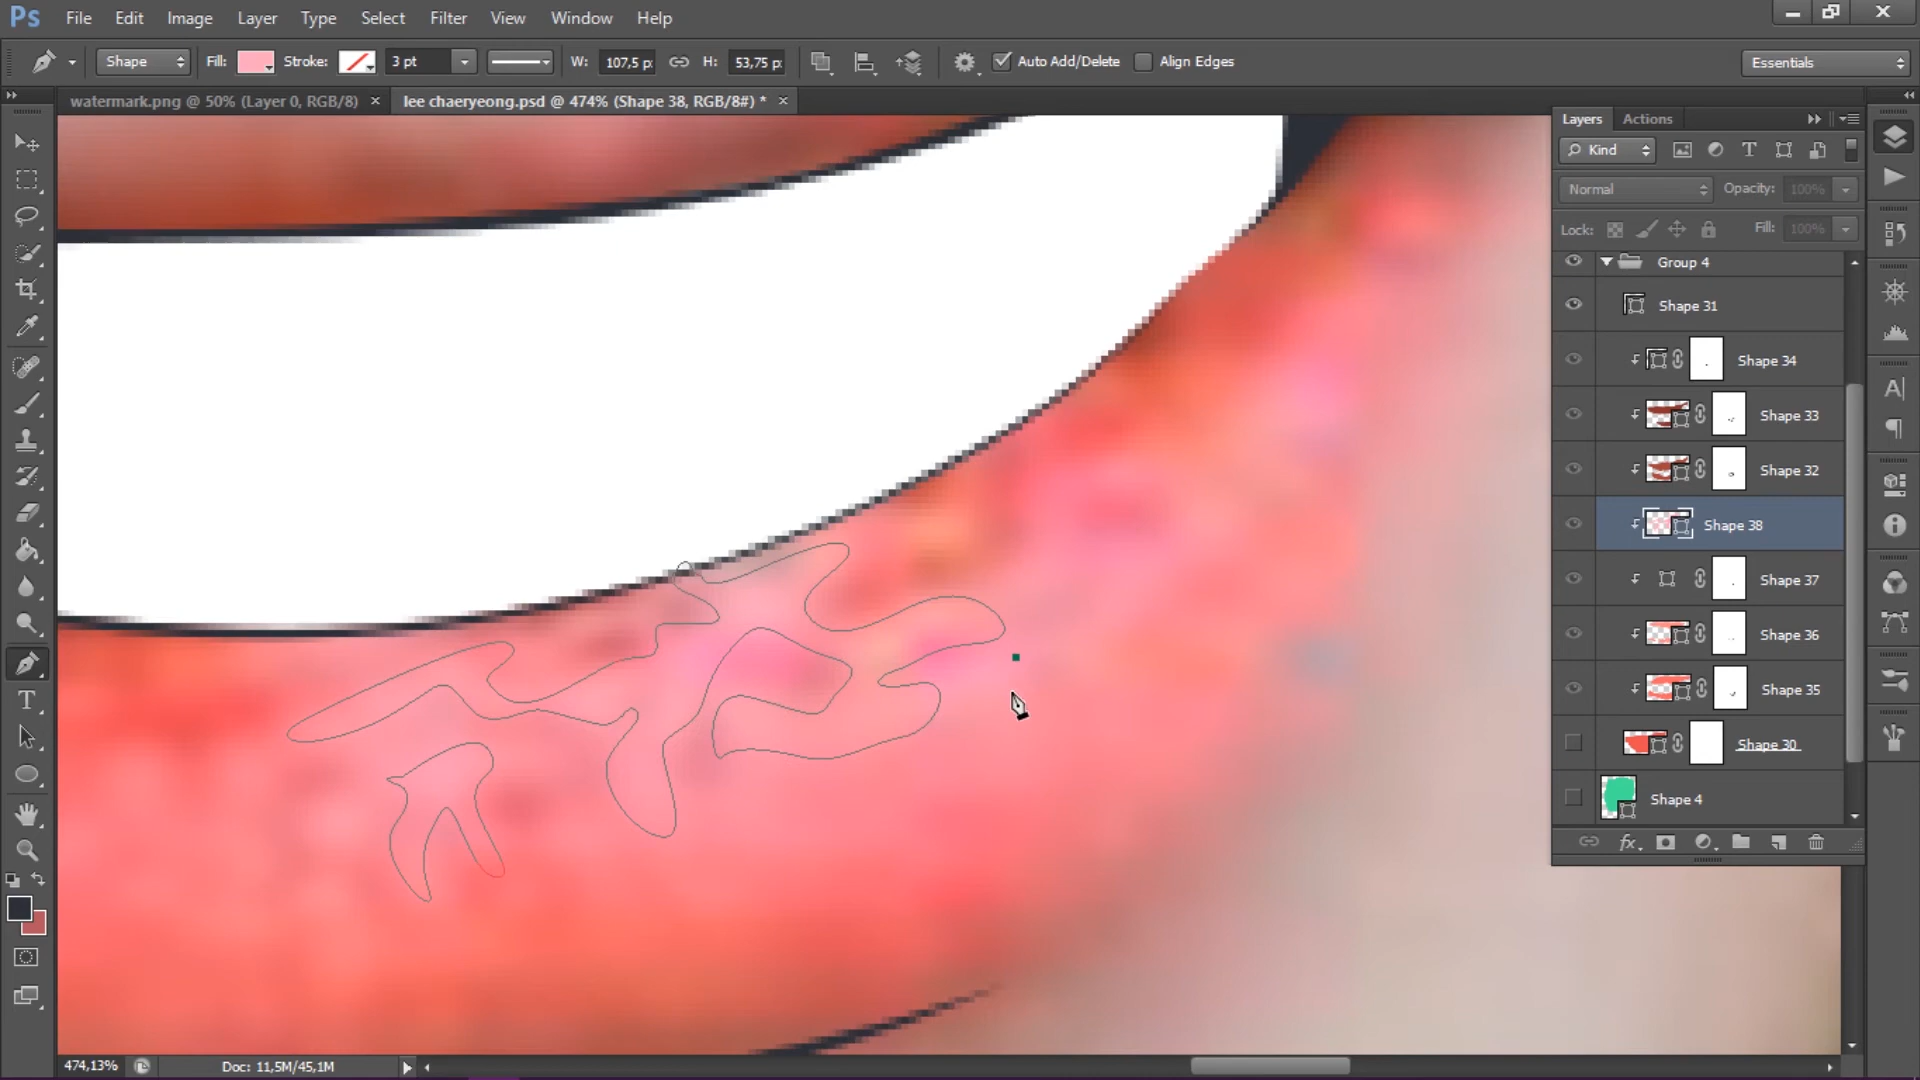 Ps File Edit Image Layer Type Select Filter View Window Help
Shape Fill: Stroke: 3 pt W: 107,5 p H: 53,75 p Auto Add/Delete Align Edges Essentials
watermark.png @ 50% (Layer 0, RGB/8) × lee chaeryeong.psd @ 474% (Shape 38, RGB/8#) * ×
Layers Actions
Kind
Normal Opacity: 100%
Lock: Fill: 100%
Group 4
Shape 31
Shape 34
Shape 33
Shape 32
Shape 38
Shape 37
Shape 36
Shape 35
Shape 30
Shape 4
fx
474,13% Doc: 11,5M/45,1M